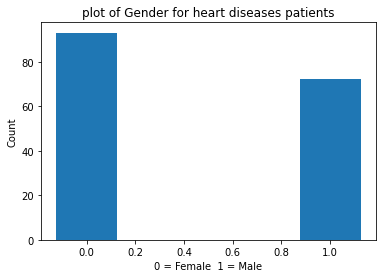 plot of Gender for heart diseases patients
Count
80
60
40
20
0
0.0 0.2 0.4 0.6 0.8 1.0
0 = Female  1 = Male